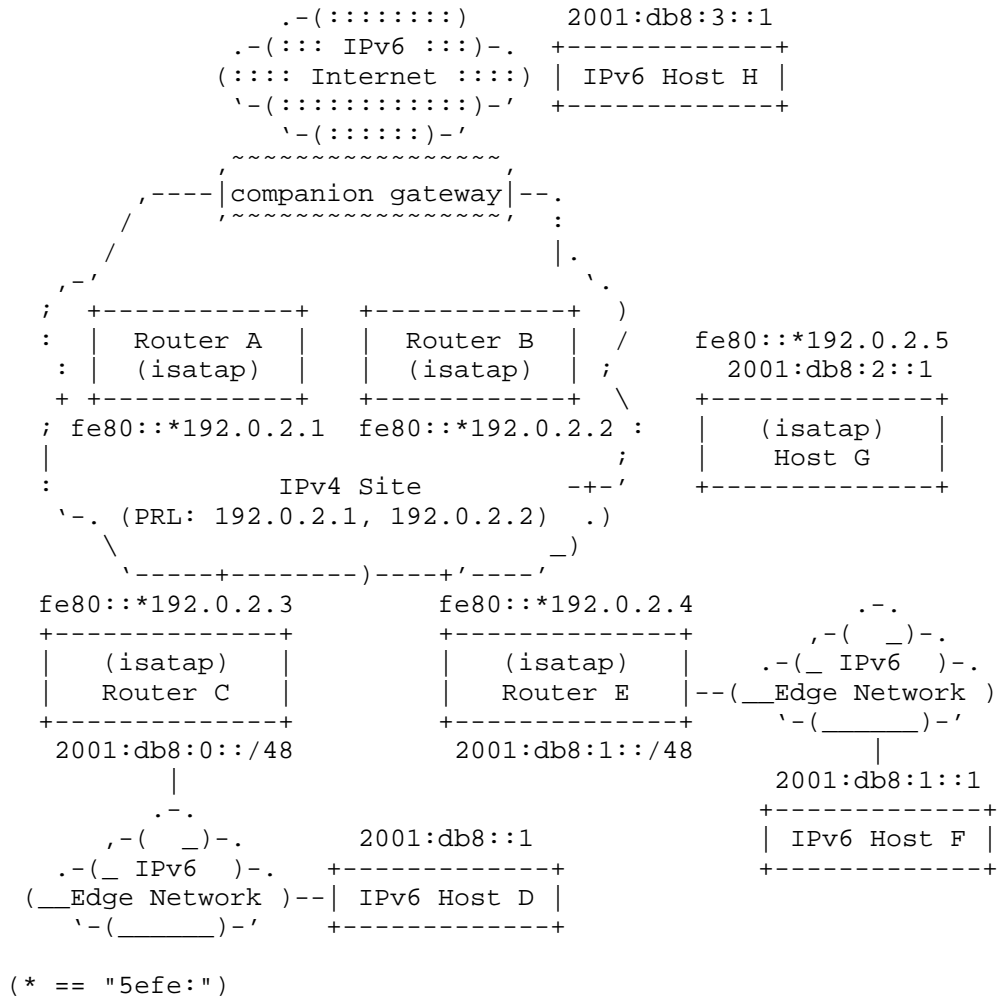 .-(::::::::)        2001:db8:3::1
.-(::: IPv6 :::)-.  +-------------+
(:::: Internet ::::) | IPv6 Host H |
‘-(::::::::::::)-’  +-------------+
‘-(::::::)-’
,~~~~~~~~~~~~~~~~~,
,----|companion gateway|--.
/     ’~~~~~~~~~~~~~~~~~’  :
/                            |.
,-’                              ‘.
;  +------------+   +------------+  )
:  |  Router A  |   |  Router B  |  /    fe80::*192.0.2.5
: |  (isatap)  |   |  (isatap)  | ;      2001:db8:2::1
+ +------------+   +------------+  \   +--------------+
; fe80::*192.0.2.1  fe80::*192.0.2.2 :   |   (isatap)   |
|                                    ;   |    Host G    |
:              IPv4 Site         -+-’    +--------------+
‘-. (PRL: 192.0.2.1, 192.0.2.2)  .)
\                           _)
‘-----+--------)----+’----’
fe80::*192.0.2.3         fe80::*192.0.2.4          .-.
+--------------+         +--------------+       ,-(  _)-.
|   (isatap)   |         |   (isatap)   |    .-(_ IPv6  )-.
|   Router C   |         |   Router E   |--(__Edge Network )
+--------------+         +--------------+     ‘-(______)-’
2001:db8:0::/48          2001:db8:1::/48           |
|                                     2001:db8:1::1
.-.                                   +-------------+
,-(  _)-.       2001:db8::1             | IPv6 Host F |
.-(_ IPv6  )-.   +-------------+          +-------------+
(__Edge Network )--| IPv6 Host D |
‘-(______)-’     +-------------+
(* == "5efe:")